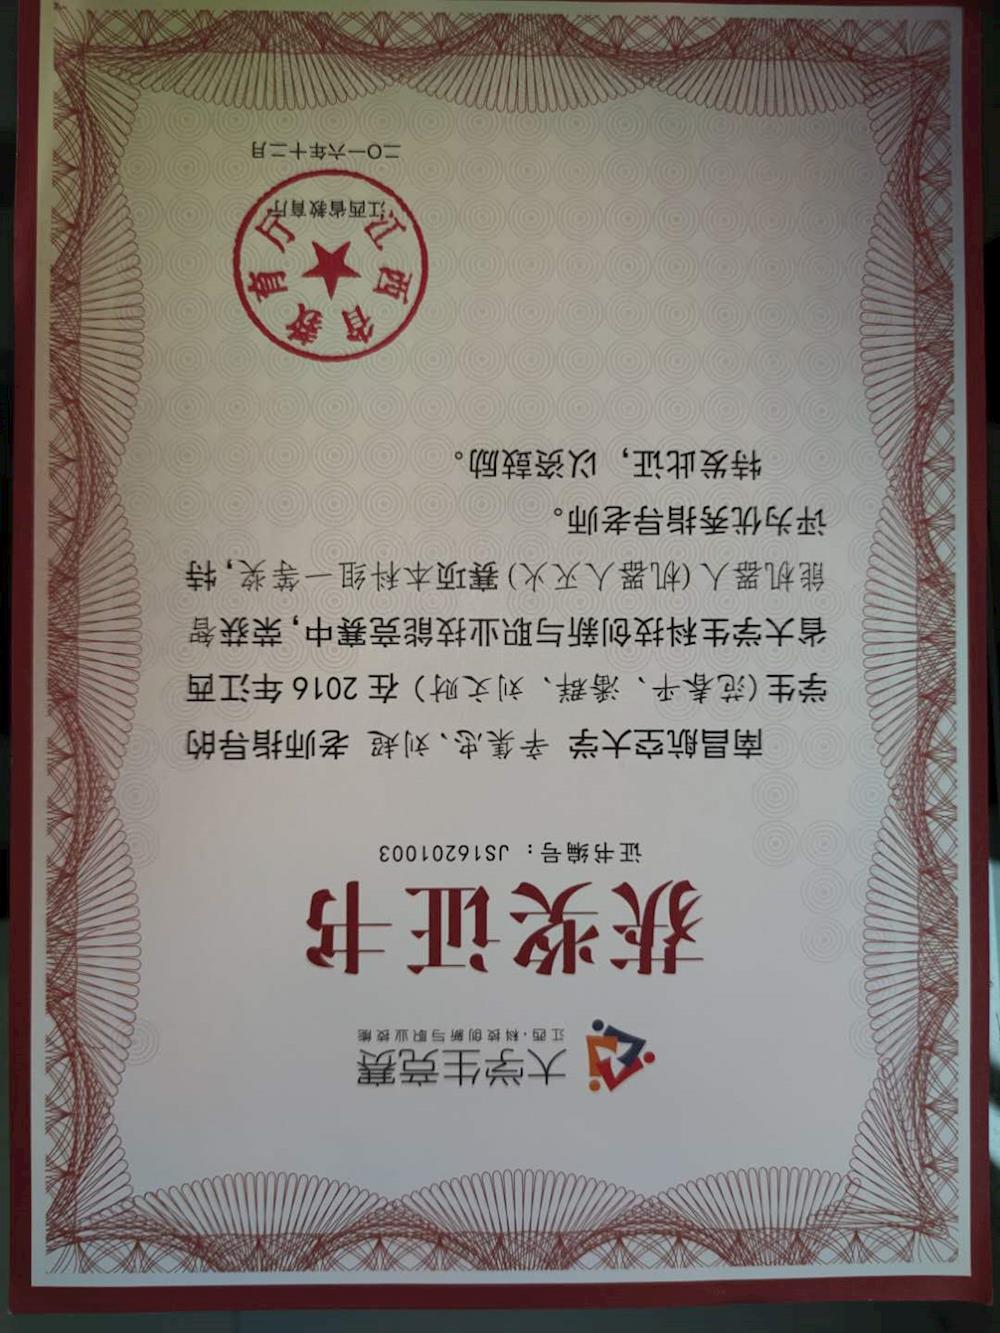 大学生竞赛
江西·科技创新与职业技能
获奖证书
证书编号：JS16201003
南昌航空大学 辛集忠、刘超 老师指导的
学生（范春平、潘群、刘文财）在 2016 年江西
省大学生科技创新与职业技能竞赛中，荣获智
能机器人（机器人灭火）赛项本科组一等奖，特
评为优秀指导老师。
特发此证，以资鼓励。
江西省教育厅
江西省教育厅
二〇一六年十二月